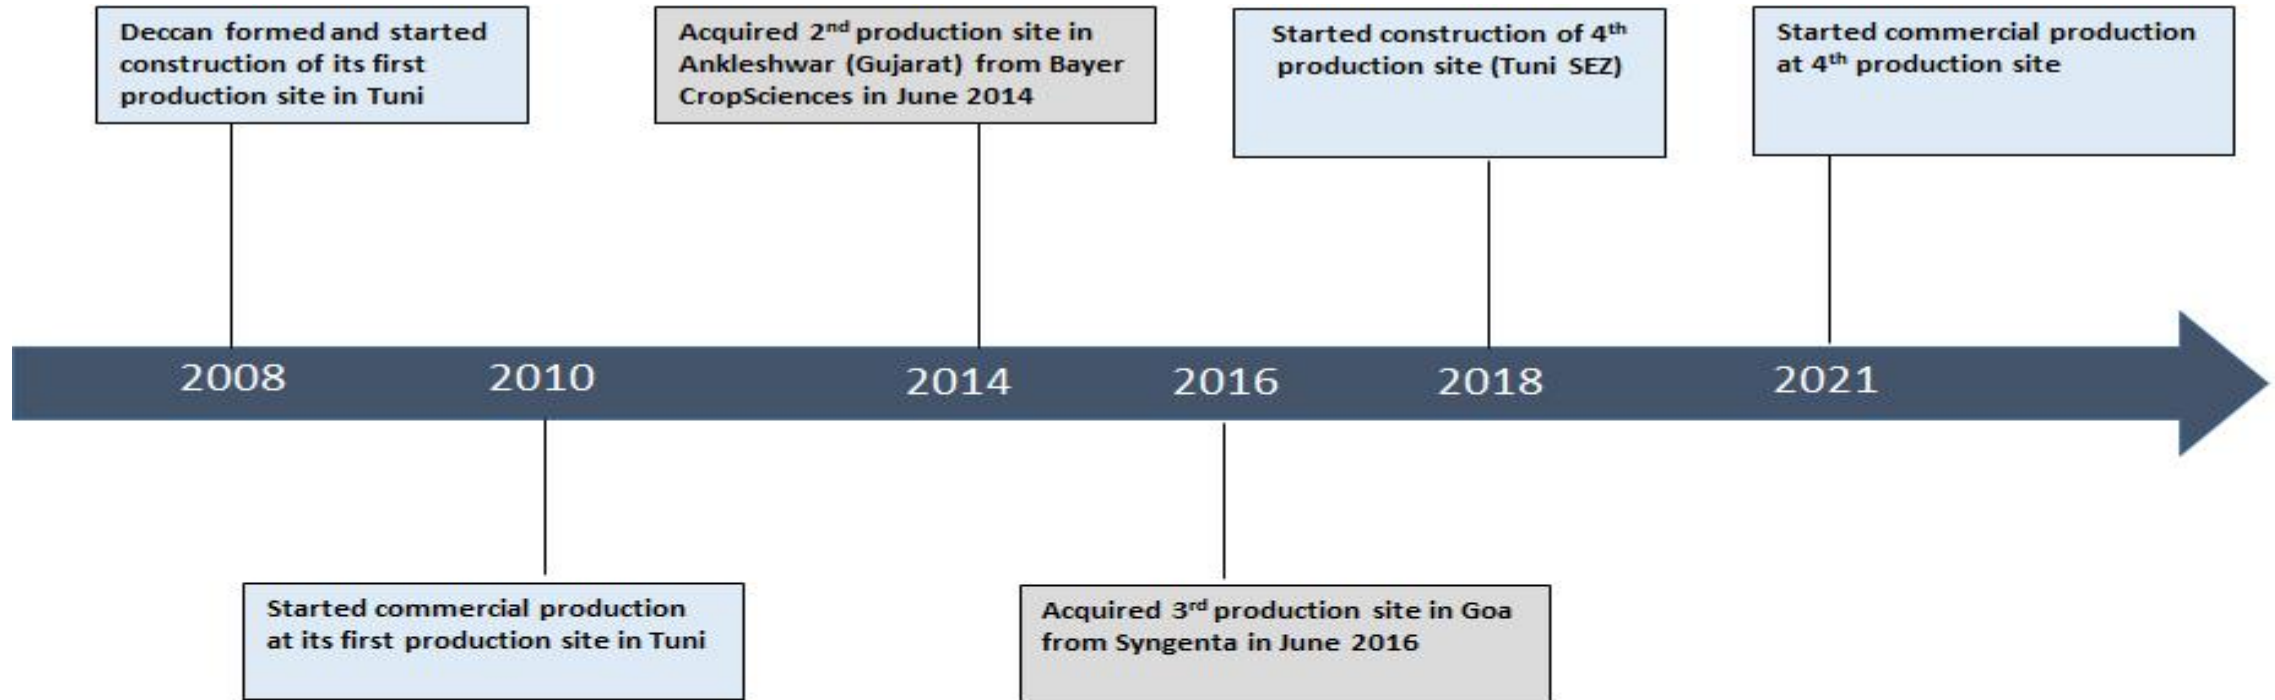 Deccan formed and started
construction of its first
production site in Tuni
Acquired 2nd production site in
Ankleshwar (Gujarat) from Bayer
CropSciences in June 2014
Started construction of 4th
production site (Tuni SEZ)
Started commercial production
at 4th production site
2008
2010
2014
2016
2018
2021
Started commercial production
at its first production site in Tuni
Acquired 3rd production site in Goa
from Syngenta in June 2016